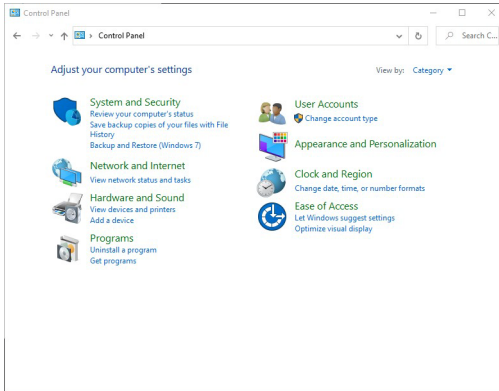 Control Panel
Control Panel
Search C...
Adjust your computer's settings
View by: Category
System and Security
Review your computer's status
Save backup copies of your files with File
History
Backup and Restore (Windows 7)
Network and Internet
View network status and tasks
Hardware and Sound
View devices and printers
Add a device
Programs
Uninstall a program
Get programs
User Accounts
Change account type
Appearance and Personalization
Clock and Region
Change date, time, or number formats
Ease of Access
Let Windows suggest settings
Optimize visual display